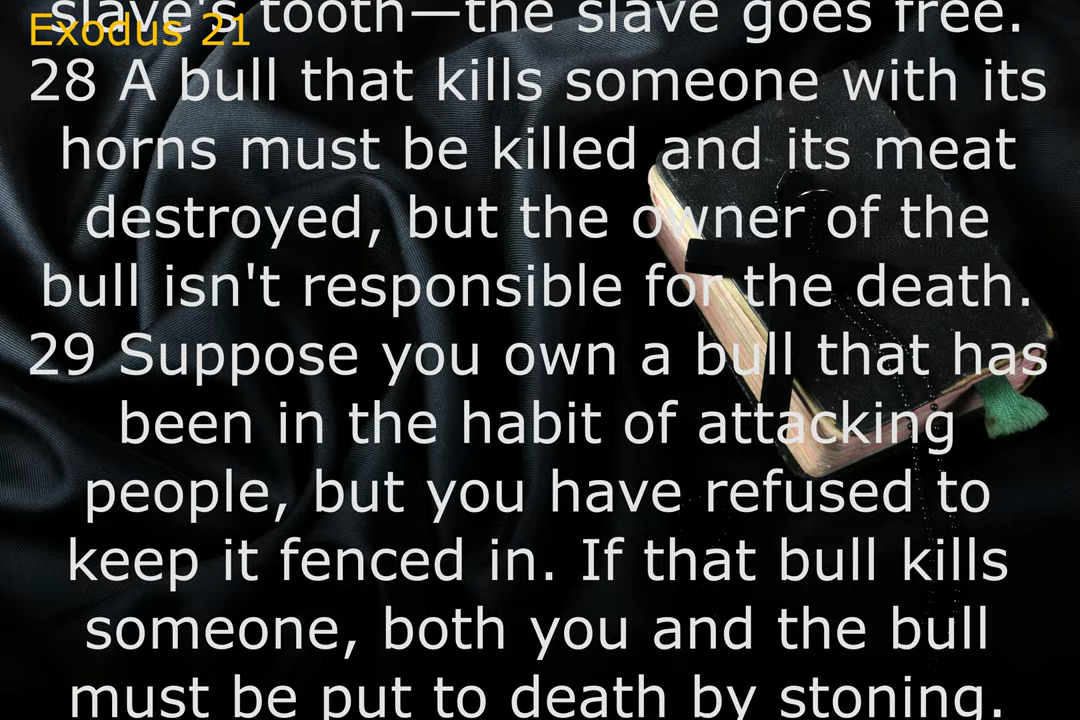 slave's tooth—the slave goes free.
Exodus 21
28 A bull that kills someone with its
horns must be killed and its meat
destroyed, but the owner of the
bull isn't responsible for the death.
29 Suppose you own a bull that has
been in the habit of attacking
people, but you have refused to
keep it fenced in. If that bull kills
someone, both you and the bull
must be put to death by stoning.